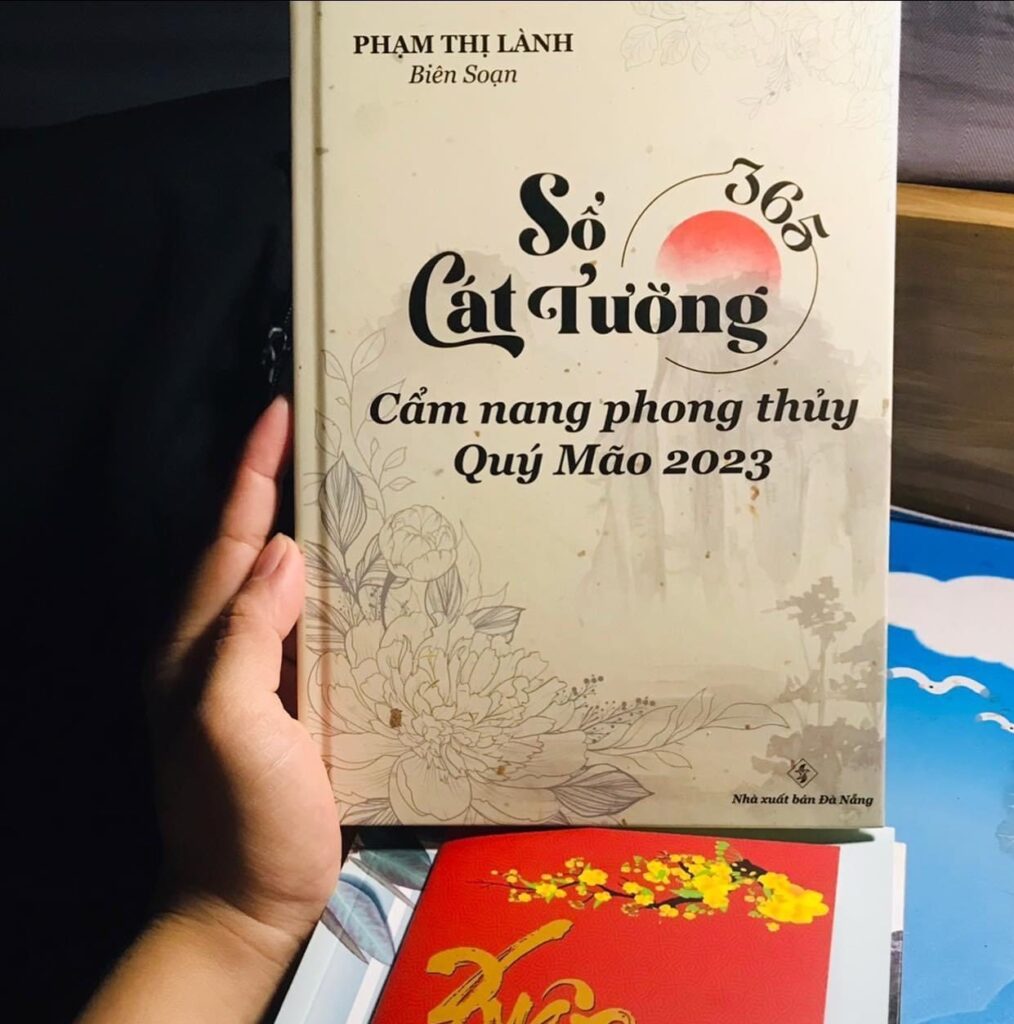 PHẠM THỊ LÀNH
Biên Soạn
365
Sổ
Cát Tường
Cẩm nang phong thủy
Quý Mão 2023
Nhà xuất bản Đà Nẵng
Xuân